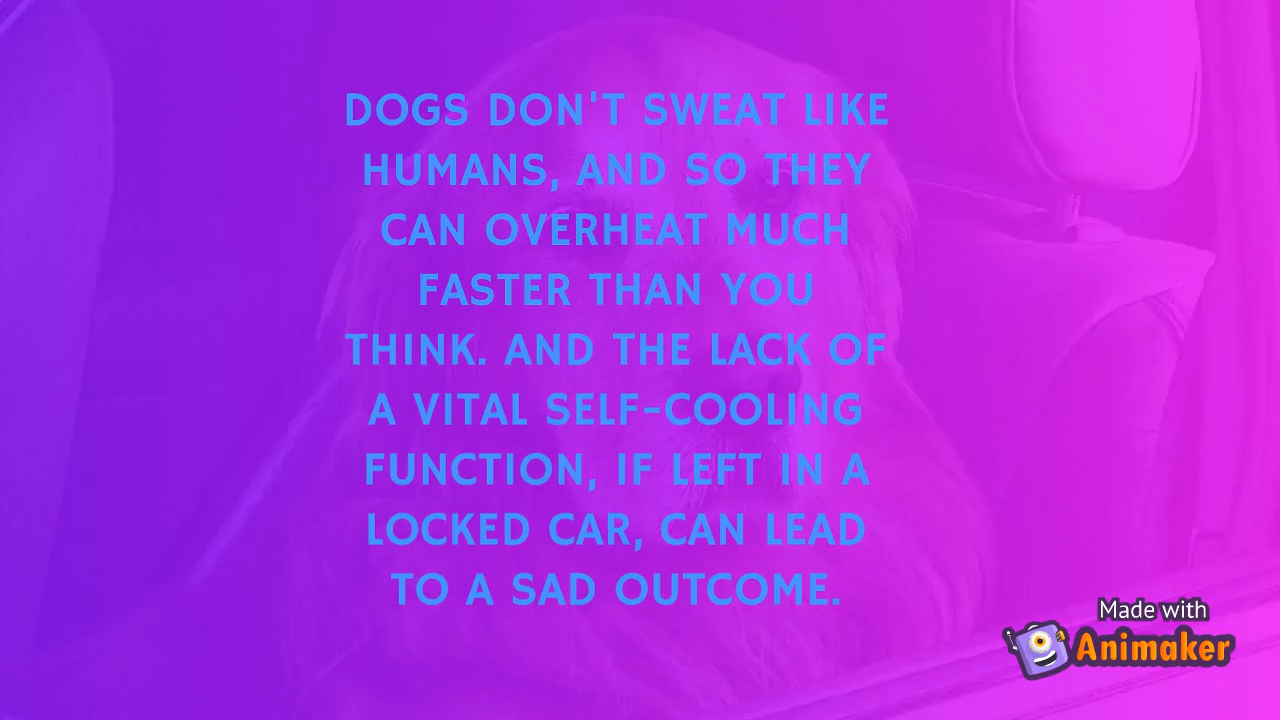 DOGS DON'T SWEAT LIKE
HUMANS, AND SO THEY
CAN OVERHEAT MUCH
FASTER THAN YOU
THINK. AND THE LACK OF
A VITAL SELF-COOLING
FUNCTION, IF LEFT IN A
LOCKED CAR, CAN LEAD
TO A SAD OUTCOME.
Made with
Animaker